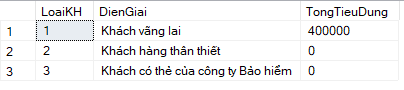 LoaiKH DienGiai TongTieuDung
1 1 Khách vãng lai 400000
2 2 Khách hàng thân thiết 0
3 3 Khách có thẻ của công ty Bảo hiểm 0